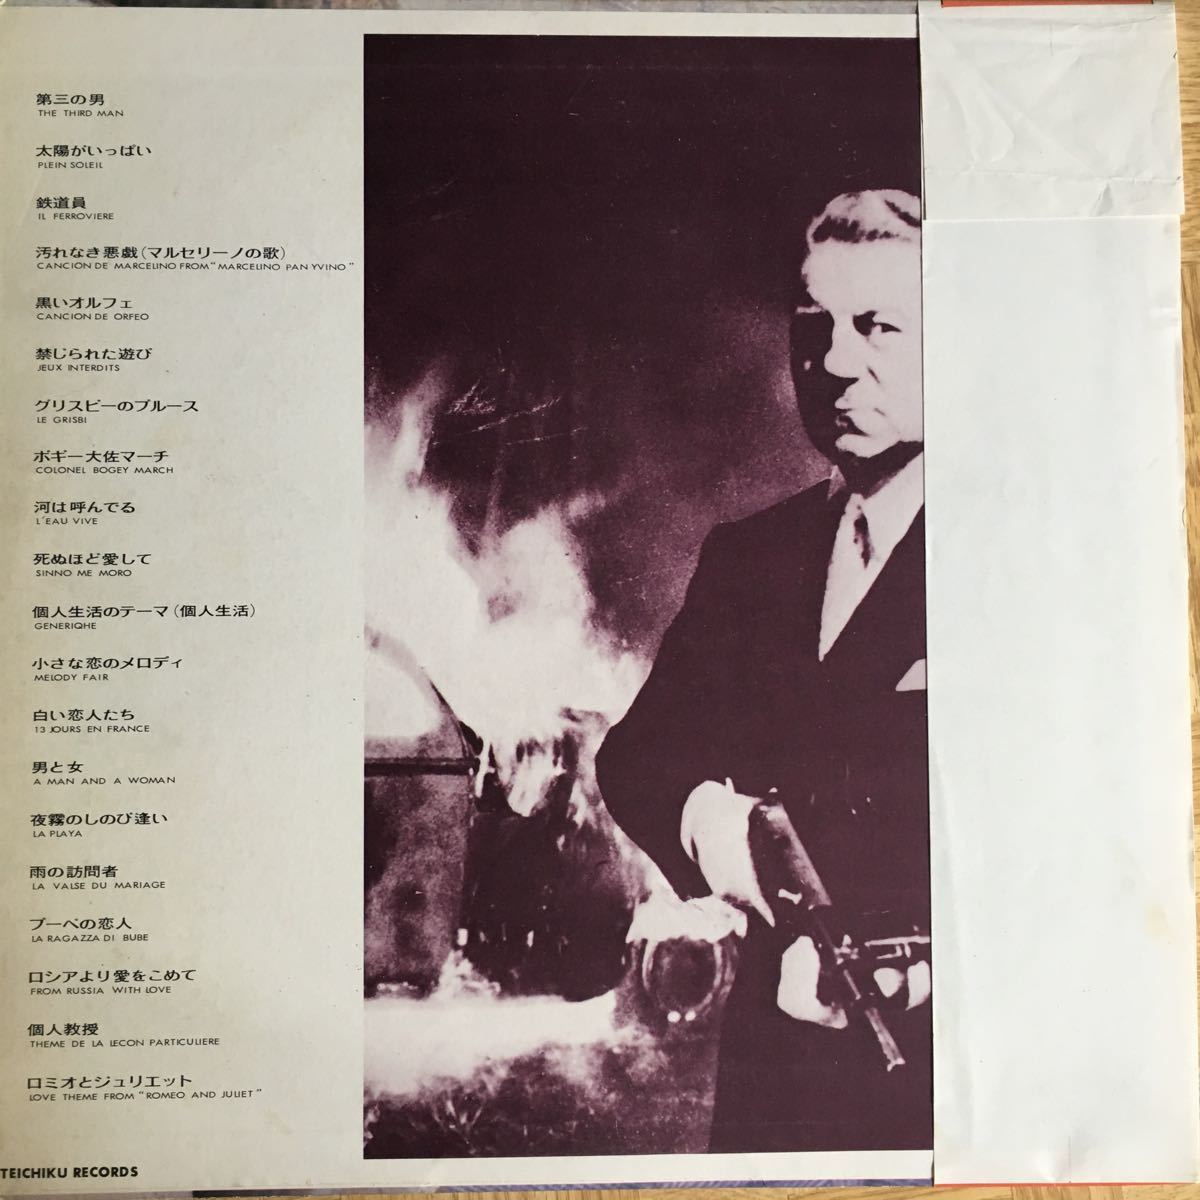 第三の男
THE THIRD MAN
太陽がいっぱい
PLEIN SOLEIL
鉄道員
IL FERROVIERE
汚れなき悪戯(マルセリーノの歌)
CANCION DE MARCELINO FROM "MARCELINO PAN YVINO"
黒いオルフェ
CANCION DE ORFEO
禁じられた遊び
JEUX INTERDITS
グリスビーのブルース
LE GRISBI
ボギー大佐マーチ
COLONEL BOGEY MARCH
河は呼んでる
L'EAU VIVE
死ぬほど愛して
SINNO ME MORO
個人生活のテーマ(個人生活)
GENERIQHE
小さな恋のメロディ
MELODY FAIR
白い恋人たち
13 JOURS EN FRANCE
男と女
A MAN AND A WOMAN
夜霧のしのび逢い
LA PLAYA
雨の訪問者
LA VALSE DU MARIAGE
ブーベの恋人
LA RAGAZZA DI BUBE
ロシアより愛をこめて
FROM RUSSIA WITH LOVE
個人教授
THEME DE LA LECON PARTICULIERE
ロミオとジュリエット
LOVE THEME FROM "ROMEO AND JULIET"
TEICHIKU RECORDS